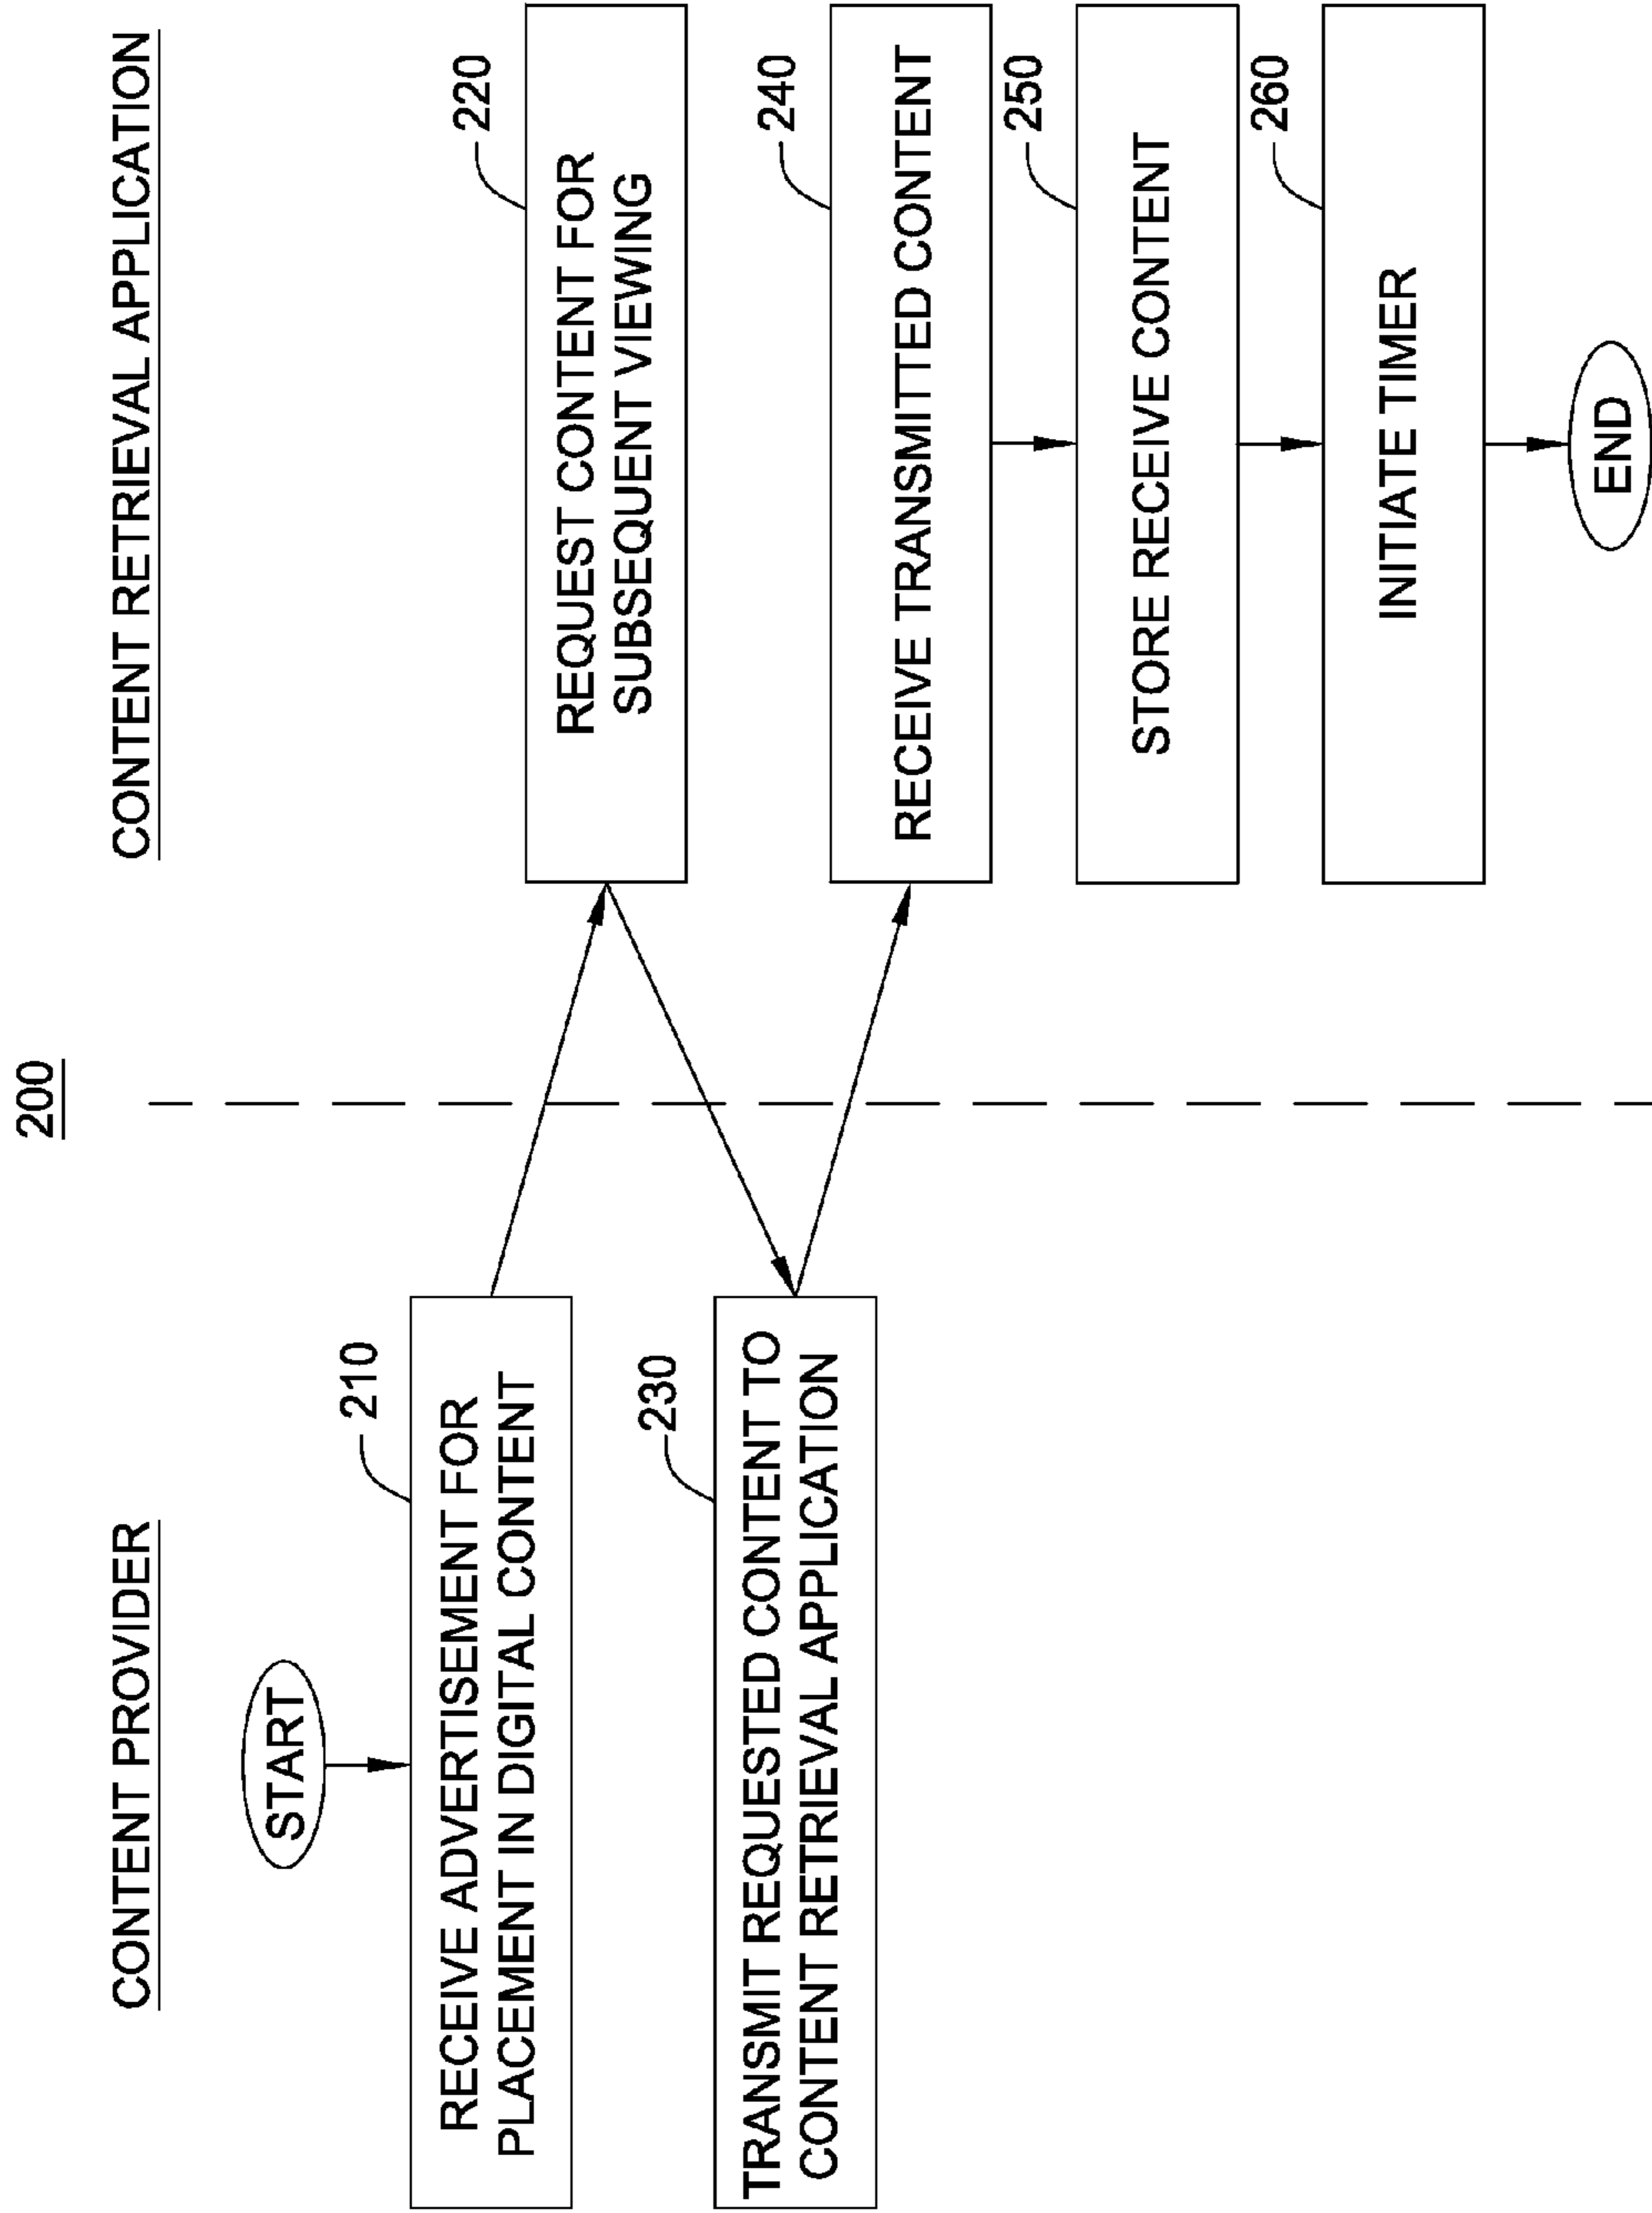 200
CONTENT PROVIDER
CONTENT RETRIEVAL APPLICATION
START
210
RECEIVE ADVERTISEMENT FOR
PLACEMENT IN DIGITAL CONTENT
220
REQUEST CONTENT FOR
SUBSEQUENT VIEWING
230
TRANSMIT REQUESTED CONTENT TO
CONTENT RETRIEVAL APPLICATION
240
RECEIVE TRANSMITTED CONTENT
250
STORE RECEIVE CONTENT
260
INITIATE TIMER
END